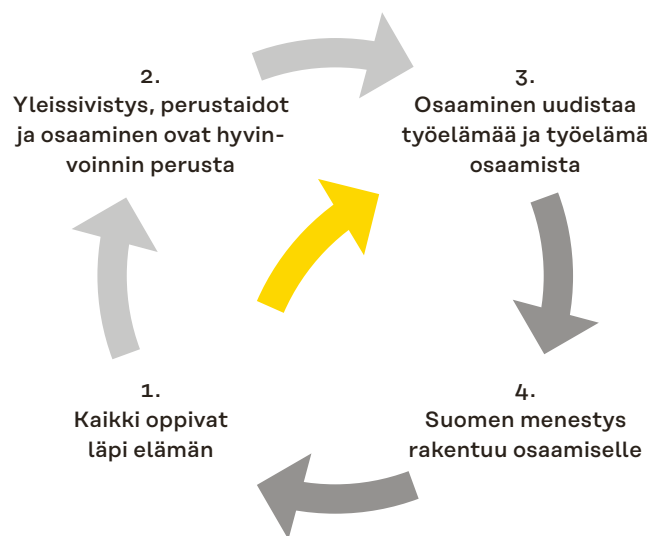 2.
Yleissivistys, perustaidot
ja osaaminen ovat hyvin-
voinnin perusta
3.
Osaaminen uudistaa
työelämää ja työelämä
osaamista
1.
Kaikki oppivat
läpi elämän
4.
Suomen menestys
rakentuu osaamiselle